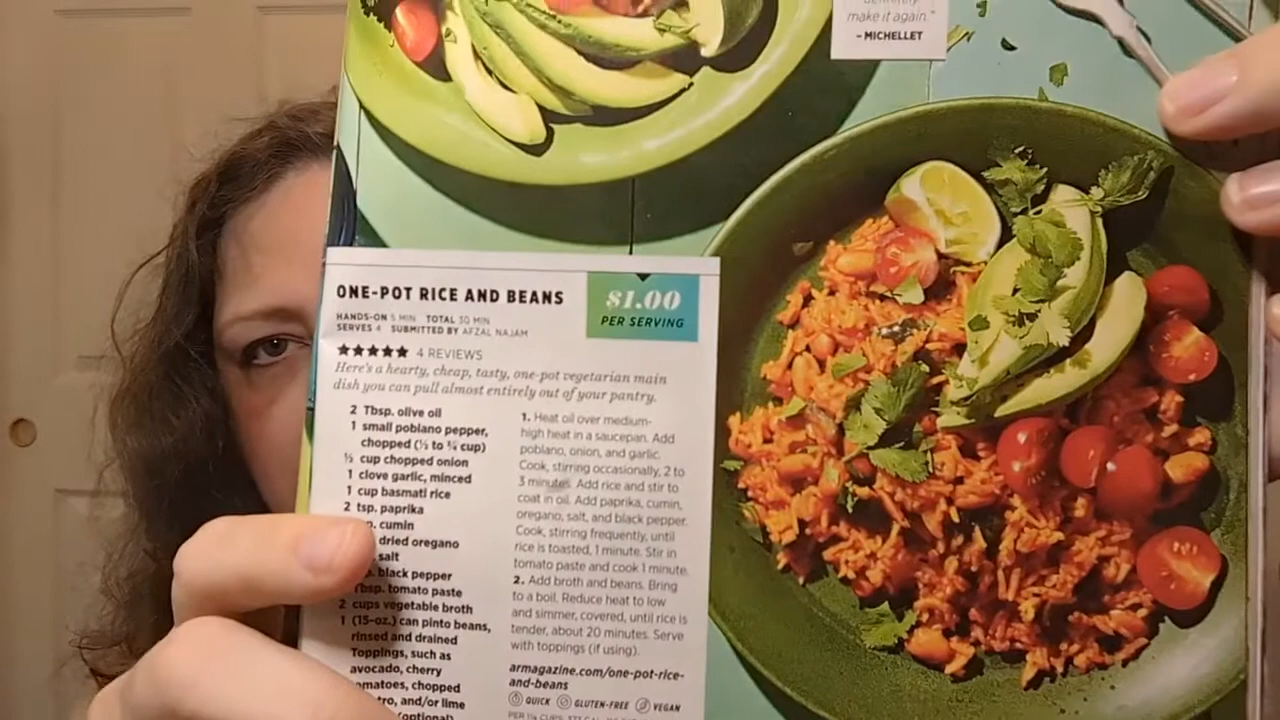 make it again."
– MICHELLET
ONE-POT RICE AND BEANS
$1.00
PER SERVING
HANDS-ON 5 MIN TOTAL 30 MIN
SERVES 4 SUBMITTED BY AFZAL NAJAM
★★★★★ 4 REVIEWS
Here's a hearty, cheap, tasty, one-pot vegetarian main
dish you can pull almost entirely out of your pantry.
2 Tbsp. olive oil
1 small poblano pepper,
chopped (½ to ¾ cup)
½ cup chopped onion
1 clove garlic, minced
1 cup basmati rice
2 tsp. paprika
cumin
dried oregano
salt
black pepper
Tbsp. tomato paste
2 cups vegetable broth
1 (15-oz.) can pinto beans,
rinsed and drained
Toppings, such as
avocado, cherry
omatoes, chopped
tro, and/or lime
(optional)
1. Heat oil over medium-
high heat in a saucepan. Add
poblano, onion, and garlic.
Cook, stirring occasionally, 2 to
3 minutes. Add rice and stir to
coat in oil. Add paprika, cumin,
oregano, salt, and black pepper.
Cook, stirring frequently, until
rice is toasted, 1 minute. Stir in
tomato paste and cook 1 minute.
2. Add broth and beans. Bring
to a boil. Reduce heat to low
and simmer, covered, until rice is
tender, about 20 minutes. Serve
with toppings (if using).
armagazine.com/one-pot-rice-
and-beans
QUICK GLUTEN-FREE VEGAN